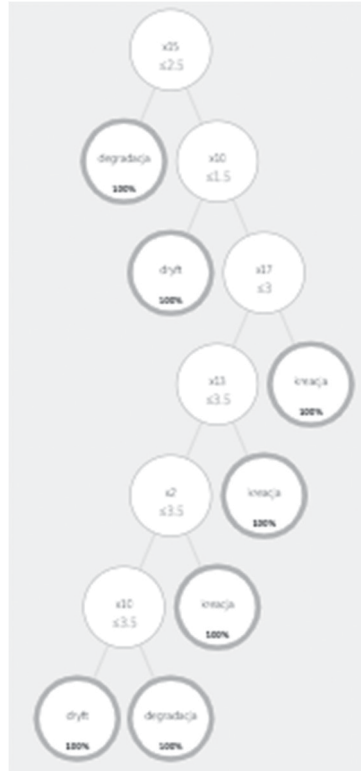 x15
≤2.5
degradacja
100%
x10
≤1.5
dryft
100%
x17
≤3
x13
≤3.5
kreacja
100%
x2
≤3.5
kreacja
100%
x10
≤3.5
kreacja
100%
dryft
100%
degradacja
100%